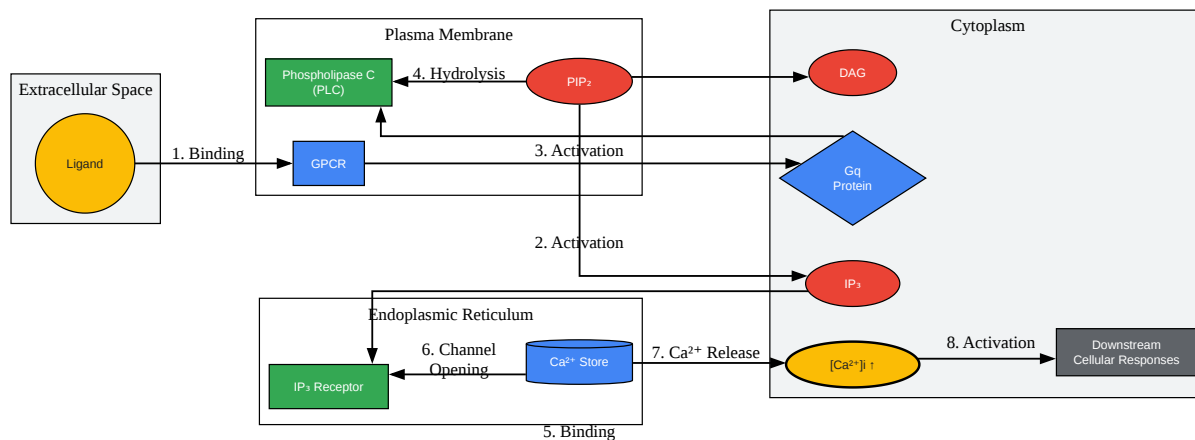 Plasma Membrane
Cytoplasm
Extracellular Space
Phospholipase C
(PLC)
4. Hydrolysis
PIP₂
DAG
Ligand
1. Binding
GPCR
3. Activation
Gq
Protein
2. Activation
IP₃
Endoplasmic Reticulum
6. Channel
Opening
Ca²⁺ Store
7. Ca²⁺ Release
[Ca²⁺]i ↑
8. Activation
Downstream
Cellular Responses
IP₃ Receptor
5. Binding